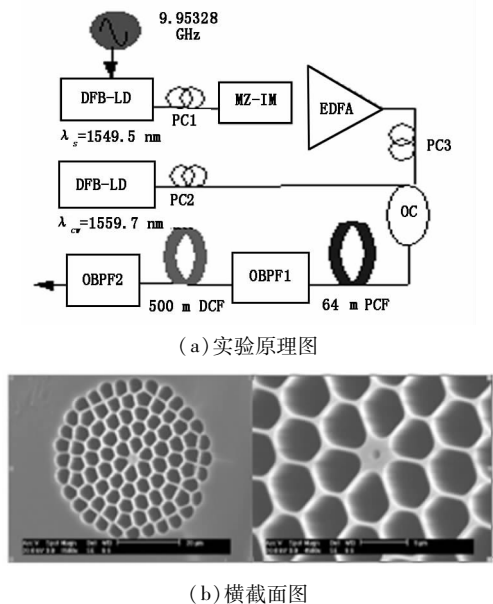 9.95328
GHz
DFB-LD
PC1
MZ-IM
EDFA
λs=1549.5 nm
PC3
DFB-LD
PC2
OC
λcw=1559.7 nm
OBPF2
500 m DCF
OBPF1
64 m PCF
(a)实验原理图
(b)横截面图